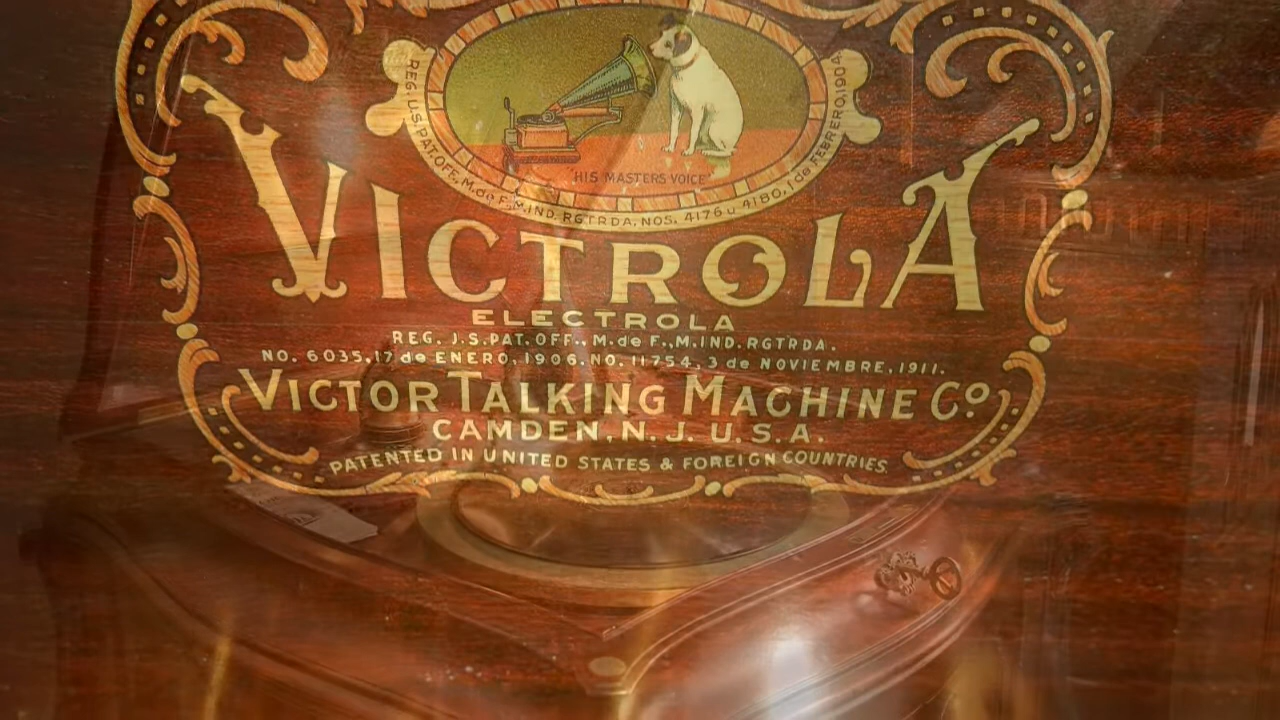 REG. U.S. PAT. OFF., M. de F., M. IND. RGTRDA, NOS. 4176 u 4180, 1 de FEBRERO, 1904
"HIS MASTERS VOICE"
VICTROLA
ELECTROLA
REG. U.S. PAT. OFF., M. de F., M. IND. RGTRDA.
NO. 6035, 17 de ENERO, 1906. NO. 11754, 3 de NOVIEMBRE, 1911.
VICTOR TALKING MACHINE Co.
CAMDEN, N. J. U. S. A.
PATENTED IN UNITED STATES & FOREIGN COUNTRIES.